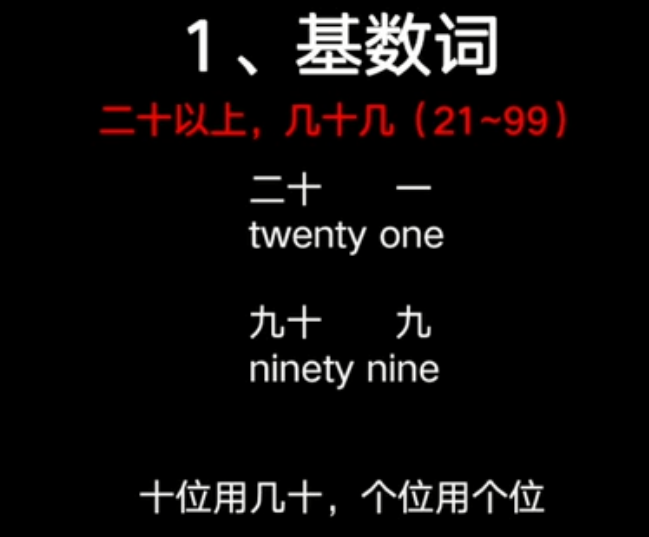 1、基数词
二十以上，几十几（21~99）
二十 一
twenty one
九十 九
ninety nine
十位用几十，个位用个位